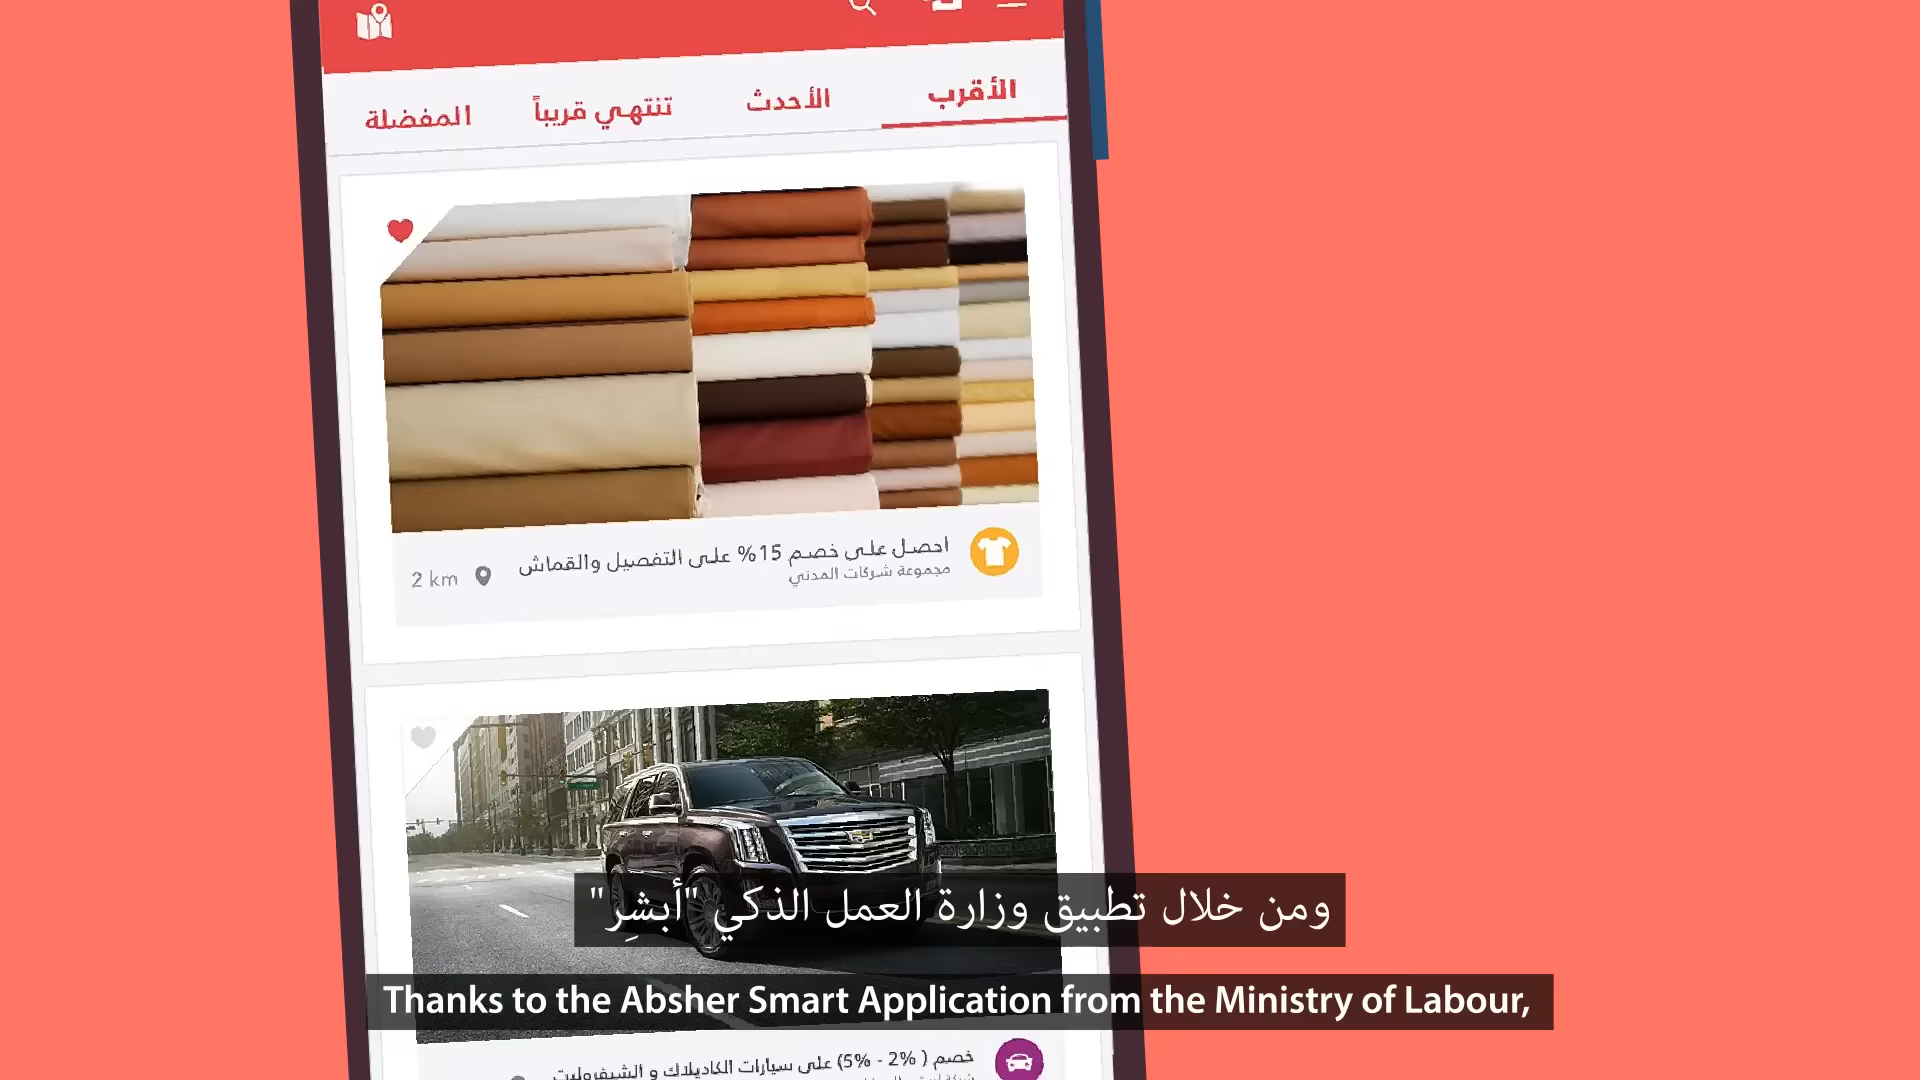 الأقرب
الأحدث
تنتهي قريباً
المفضلة
احصل على خصم 15% على التفصيل والقماش
مجموعة شركات المدني
2 km
ومن خلال تطبيق وزارة العمل الذكي "أبشِر"
Thanks to the Absher Smart Application from the Ministry of Labour,
خصم ( 2% - 5%) على سيارات الكاديلاك و الشيفروليت